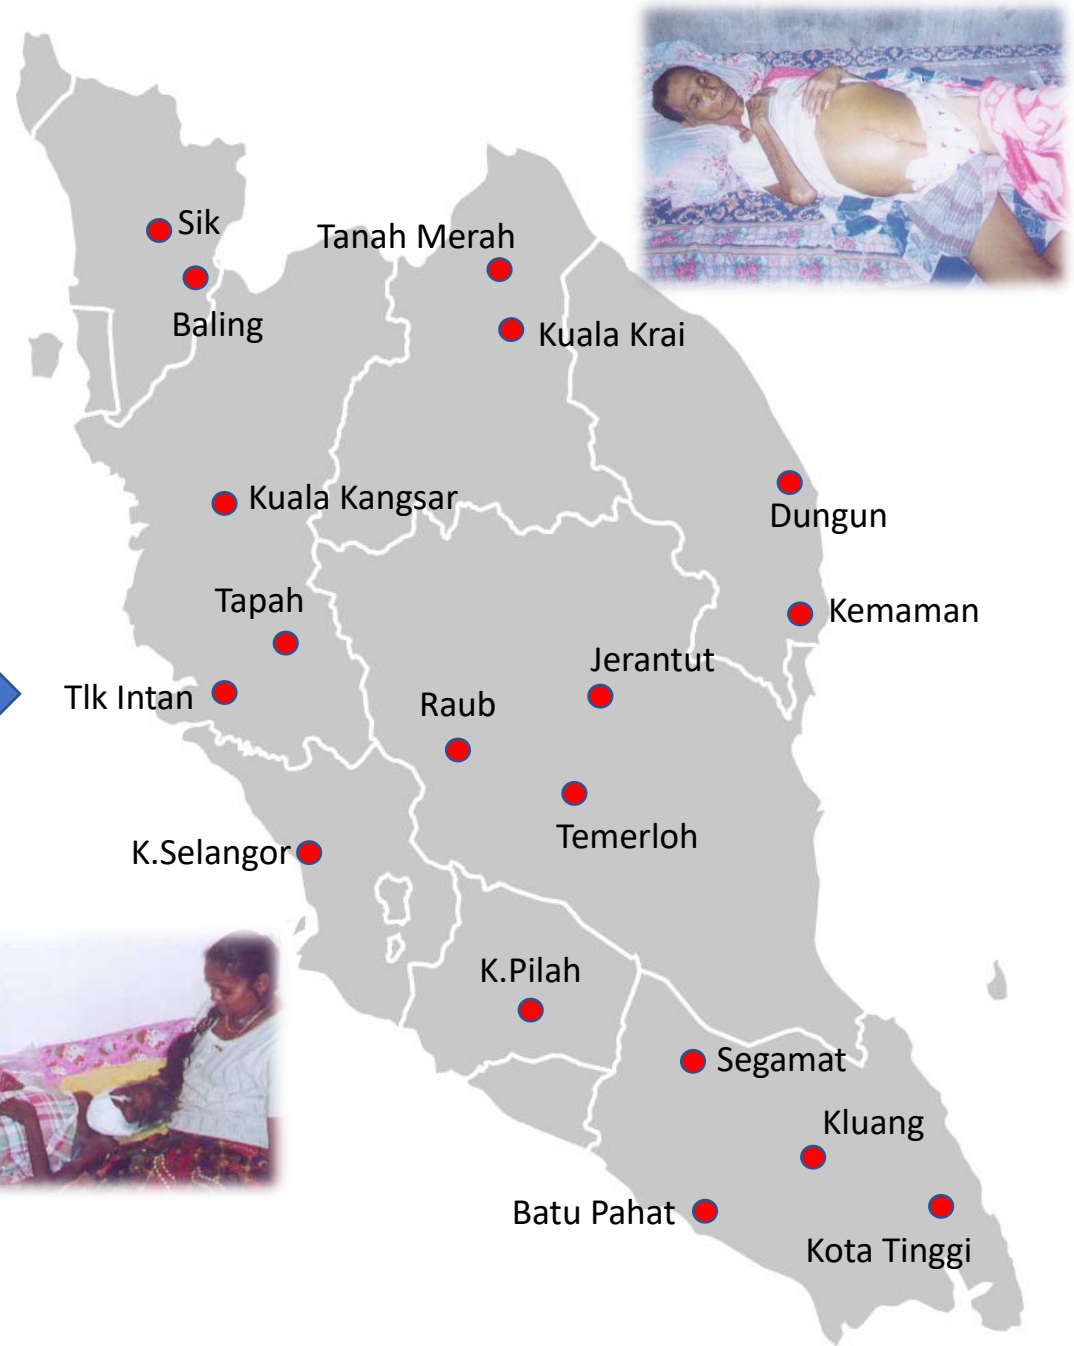 Sik
Tanah Merah
Baling
Kuala Krai
Kuala Kangsar
Dungun
Tapah
Kemaman
Jerantut
Tlk Intan
Raub
Temerloh
K.Selangor
K.Pilah
Segamat
Kluang
Batu Pahat
Kota Tinggi